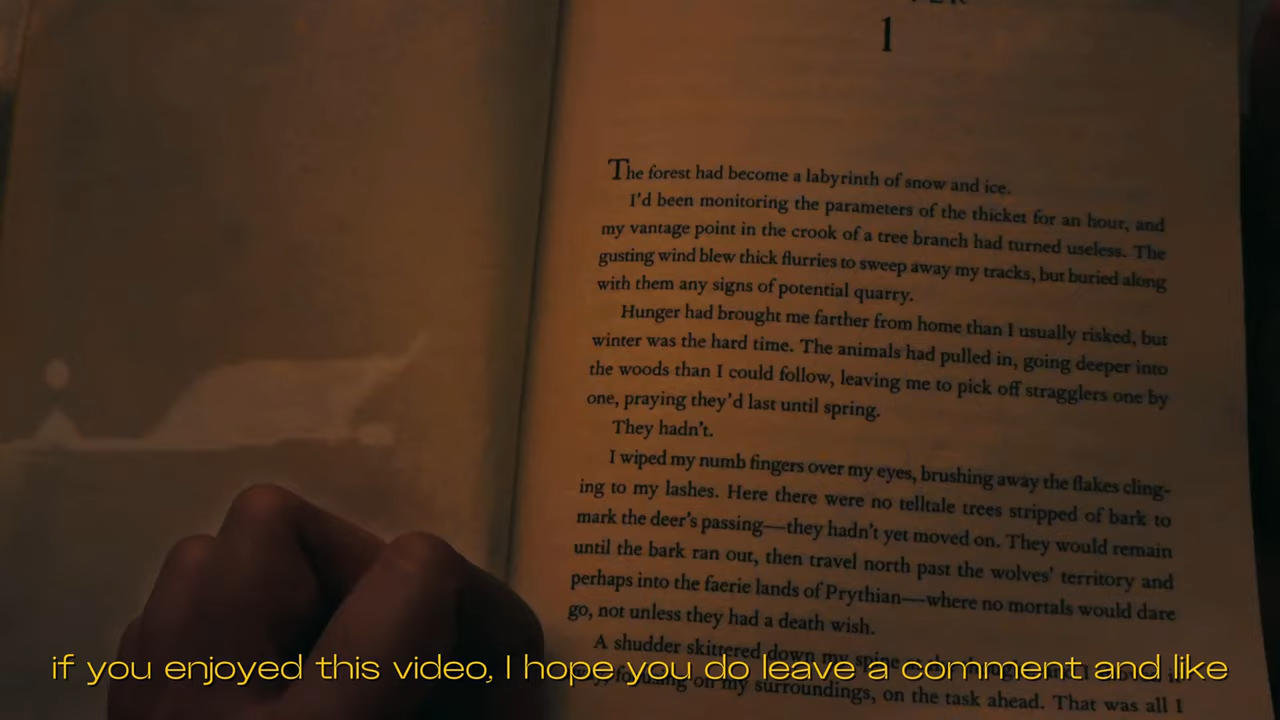 1
The forest had become a labyrinth of snow and ice.
I'd been monitoring the parameters of the thicket for an hour, and
my vantage point in the crook of a tree branch had turned useless. The
gusting wind blew thick flurries to sweep away my tracks, but buried along
with them any signs of potential quarry.
Hunger had brought me farther from home than I usually risked, but
winter was the hard time. The animals had pulled in, going deeper into
the woods than I could follow, leaving me to pick off stragglers one by
one, praying they'd last until spring.
They hadn't.
I wiped my numb fingers over my eyes, brushing away the flakes cling-
ing to my lashes. Here there were no telltale trees stripped of bark to
mark the deer's passing—they hadn't yet moved on. They would remain
until the bark ran out, then travel north past the wolves' territory and
perhaps into the faerie lands of Prythian—where no mortals would dare
go, not unless they had a death wish.
A shudder skittered down my spine
on my surroundings, on the task ahead. That was all I
if you enjoyed this video, I hope you do leave a comment and like